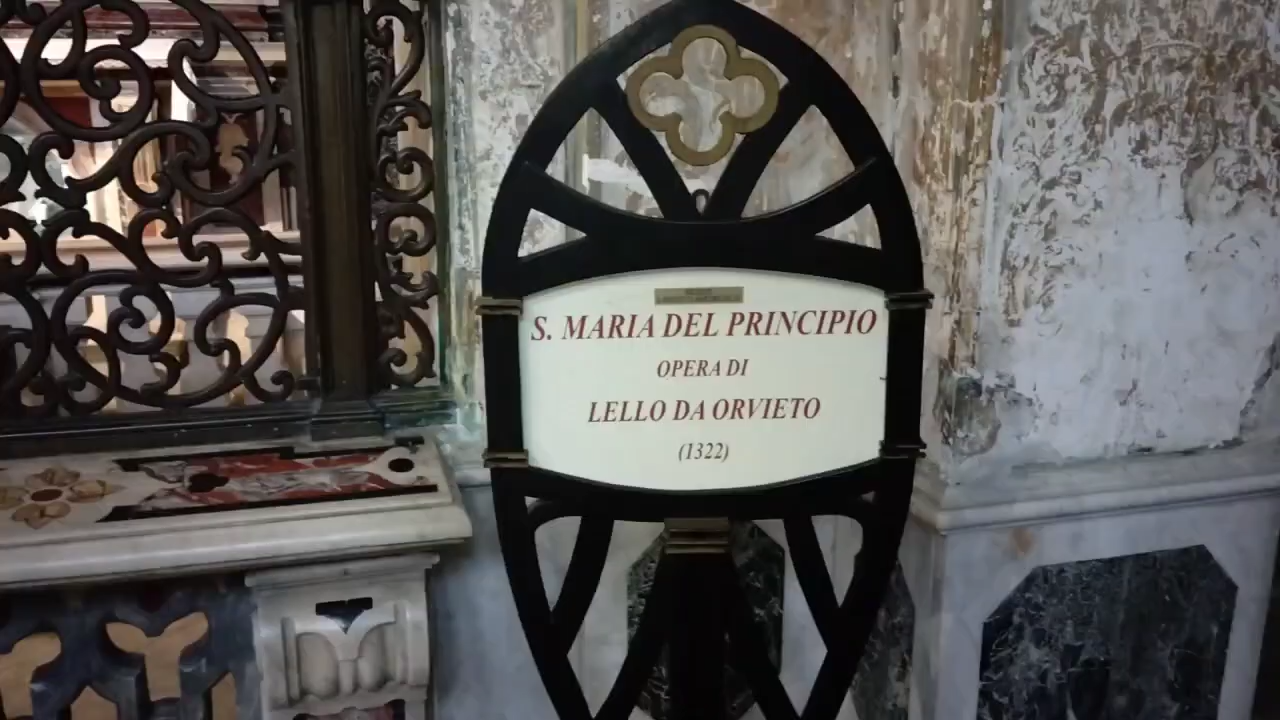 S. MARIA DEL PRINCIPIO
OPERA DI
LELLO DA ORVIETO
(1322)